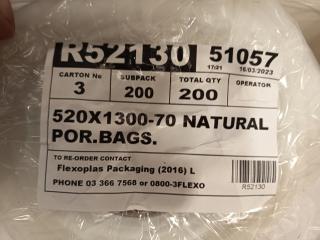 R52130 51057
17/21 16/03/2023
CARTON No SUBPACK TOTAL QTY OPERATOR
3 200 200
520X1300-70 NATURAL
POR.BAGS.
TO RE-ORDER CONTACT
Flexoplas Packaging (2016) L
PHONE 03 366 7568 or 0800-3FLEXO
R52130